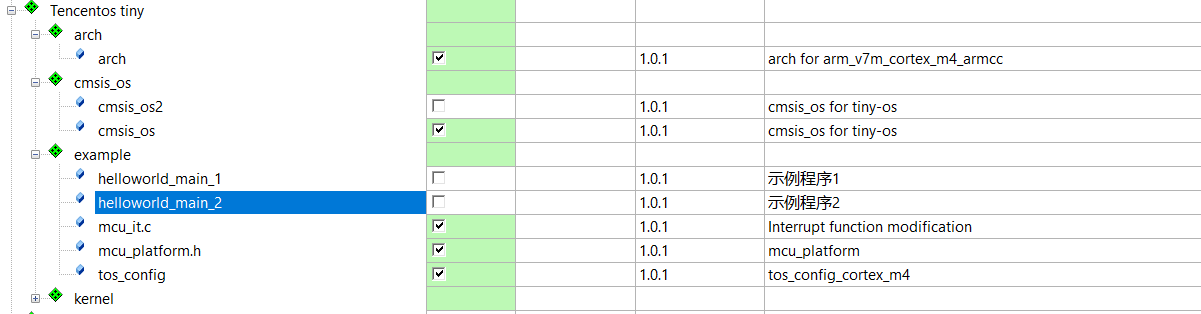 Tencentos tiny
arch
arch 1.0.1 arch for arm_v7m_cortex_m4_armcc
cmsis_os
cmsis_os2 1.0.1 cmsis_os for tiny-os
cmsis_os 1.0.1 cmsis_os for tiny-os
example
helloworld_main_1 1.0.1 示例程序1
helloworld_main_2 1.0.1 示例程序2
mcu_it.c 1.0.1 Interrupt function modification
mcu_platform.h 1.0.1 mcu_platform
tos_config 1.0.1 tos_config_cortex_m4
kernel